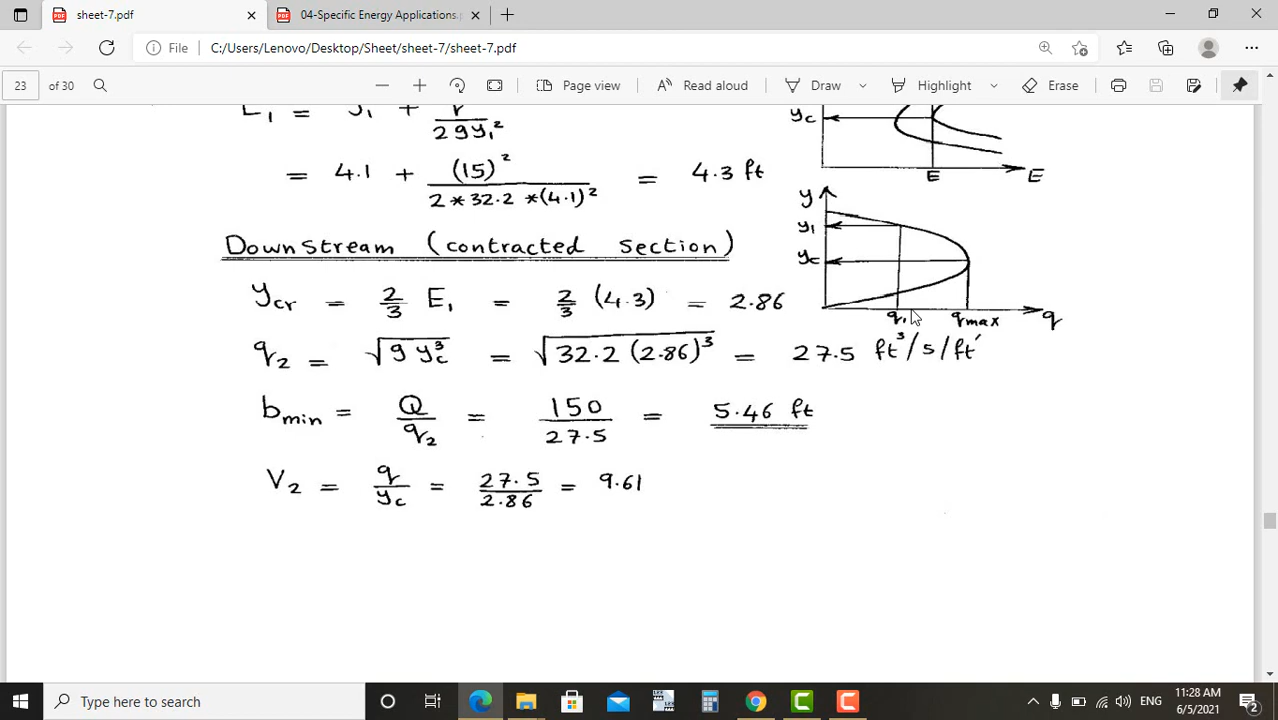 sheet-7.pdf
04-Specific Energy Applications.
File C:/Users/Lenovo/Desktop/Sheet/sheet-7/sheet-7.pdf
23 of 30 Page view Read aloud Draw Highlight Erase
= 4.1 + (15)² / 2*32.2*(4.1)² = 4.3 ft
yc
E E
y
y1
yc
q1 qmax q
DownStream (contracted section)
ycr = 2/3 E1 = 2/3 (4.3) = 2.86
q2 = √g yc³ = √32.2 (2.86)³ = 27.5 ft³/s/ft'
bmin = Q/q2 = 150/27.5 = 5.46 ft
V2 = q/yc = 27.5/2.86 = 9.61
Type here to search
ENG
11:28 AM
6/5/2021
2